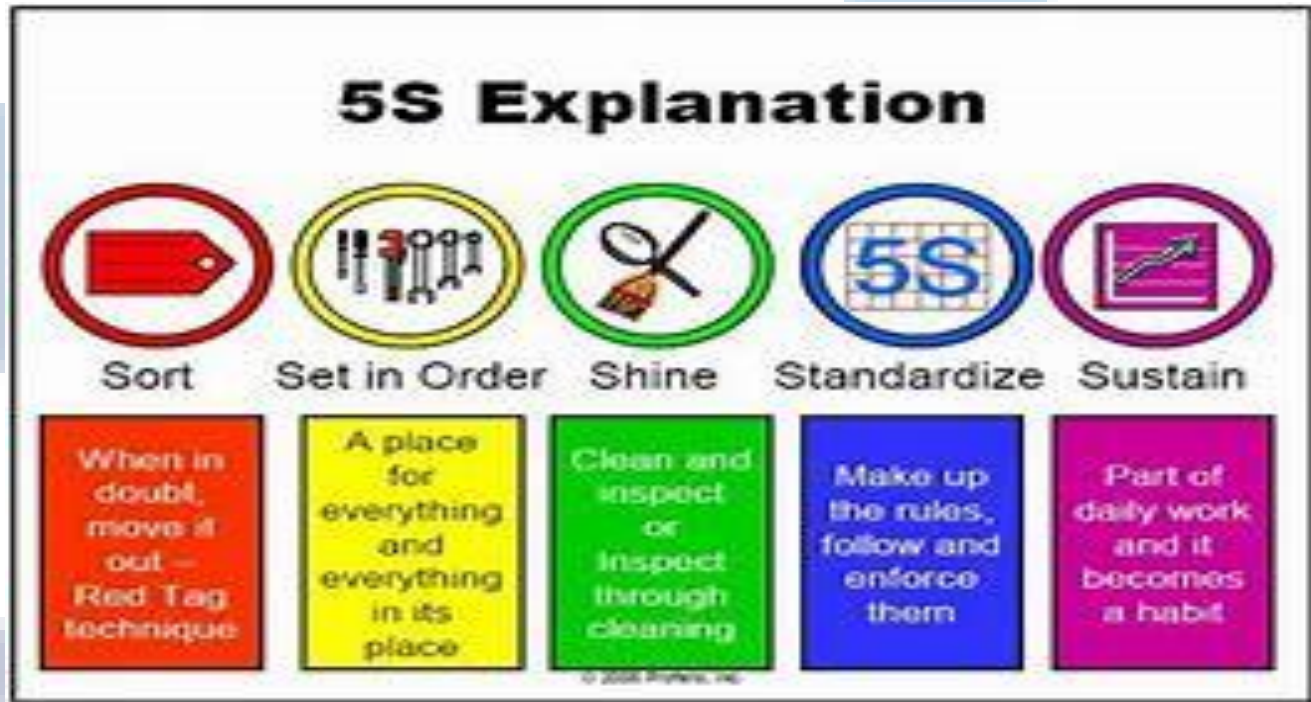 5S Explanation
5S
Sort
Set in Order
Shine
Standardize
Sustain
When in
doubt,
move it
out –
Red Tag
technique
A place
for
everything
and
everything
in its
place
Clean and
inspect
or
Inspect
through
cleaning
Make up
the rules,
follow and
enforce
them
Part of
daily work
and it
becomes
a habit